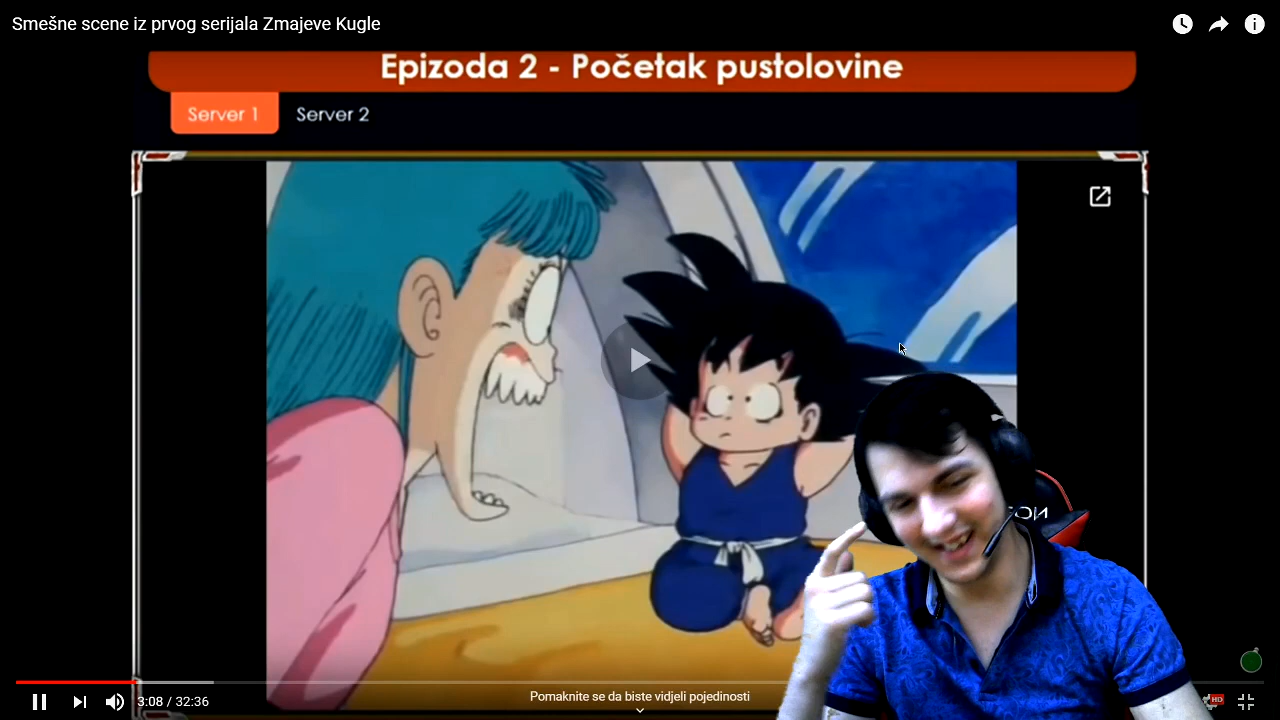 Smešne scene iz prvog serijala Zmajeve Kugle
Epizoda 2 - Početak pustolovine
Server 1
Server 2
3:08 / 32:36
Pomaknite se da biste vidjeli pojedinosti
HD